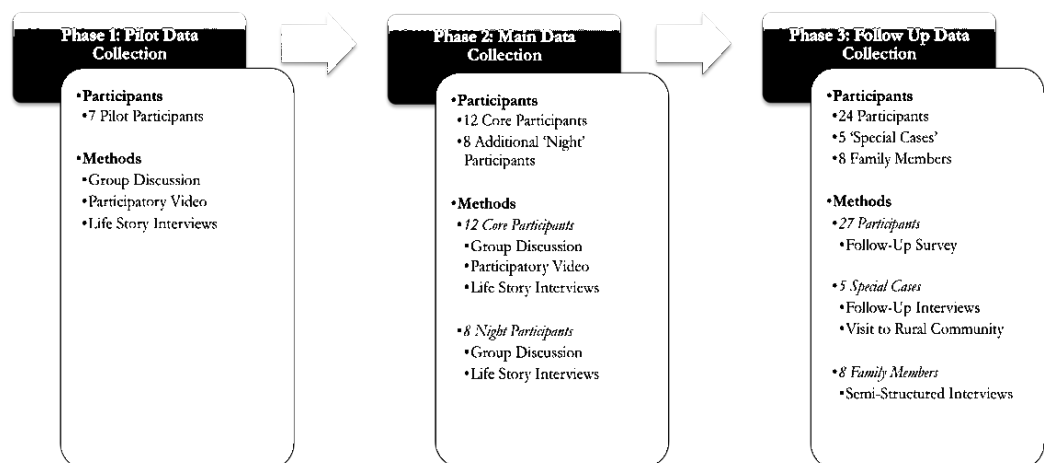 Phase 1: Pilot Data
Collection
•Participants
•7 Pilot Participants
•Methods
•Group Discussion
•Participatory Video
•Life Story Interviews
Phase 2: Main Data
Collection
•Participants
•12 Core Participants
•8 Additional 'Night'
Participants
•Methods
•12 Core Participants
•Group Discussion
•Participatory Video
•Life Story Interviews
•8 Night Participants
•Group Discussion
•Life Story Interviews
Phase 3: Follow Up Data
Collection
•Participants
•24 Participants
•5 'Special Cases'
•8 Family Members
•Methods
•27 Participants
•Follow-Up Survey
•5 Special Cases
•Follow-Up Interviews
•Visit to Rural Community
•8 Family Members
•Semi-Structured Interviews